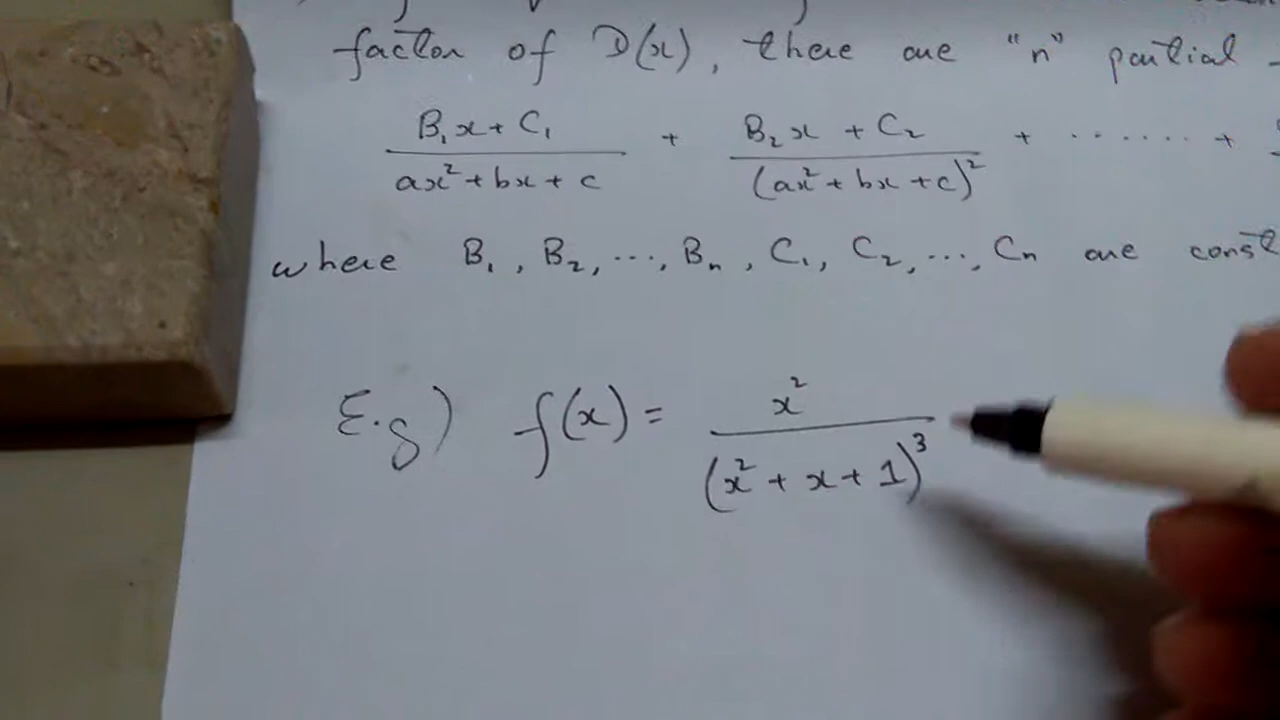 factor of D(x), there are "n" partial
B₁x + C₁ / ax² + bx + c + B₂x + C₂ / (ax² + bx + c)² + ....... +
where B₁, B₂, ..., Bₙ, C₁, C₂, ..., Cₙ are const
E.g) f(x) = x² / (x² + x + 1)³